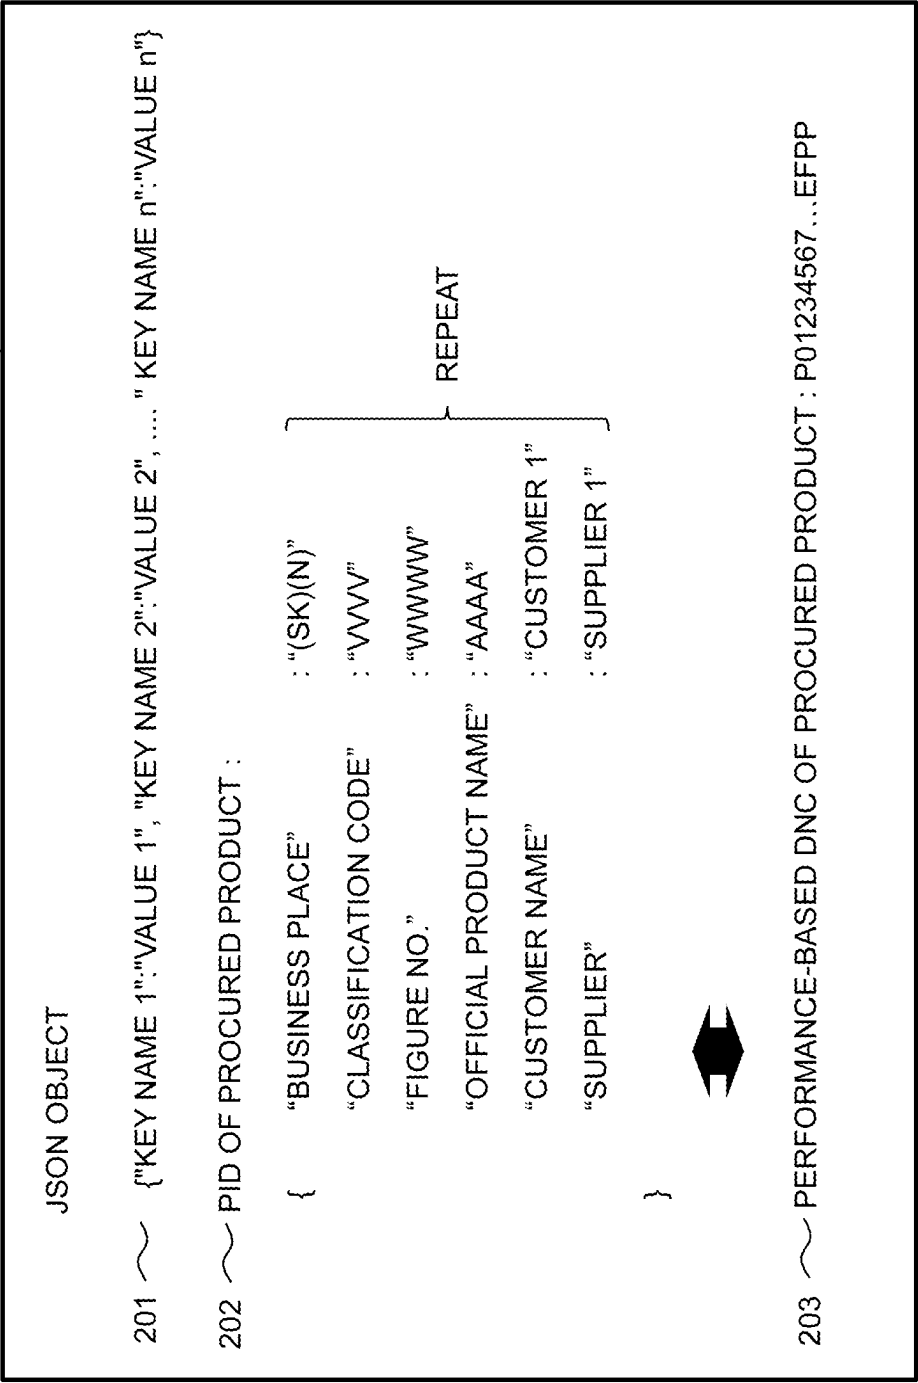 JSON OBJECT
201 {"KEY NAME 1":"VALUE 1", "KEY NAME 2":"VALUE 2", .... " KEY NAME n":"VALUE n"}
202 PID OF PROCURED PRODUCT :
{ “BUSINESS PLACE” : “(SK)(N)”
“CLASSIFICATION CODE” : “VVVV”
“FIGURE NO.” : “WWWW”
“OFFICIAL PRODUCT NAME” : “AAAA”
“CUSTOMER NAME” : “CUSTOMER 1”
“SUPPLIER” : “SUPPLIER 1”
REPEAT
}
203 PERFORMANCE-BASED DNC OF PROCURED PRODUCT : P01234567...EFPP